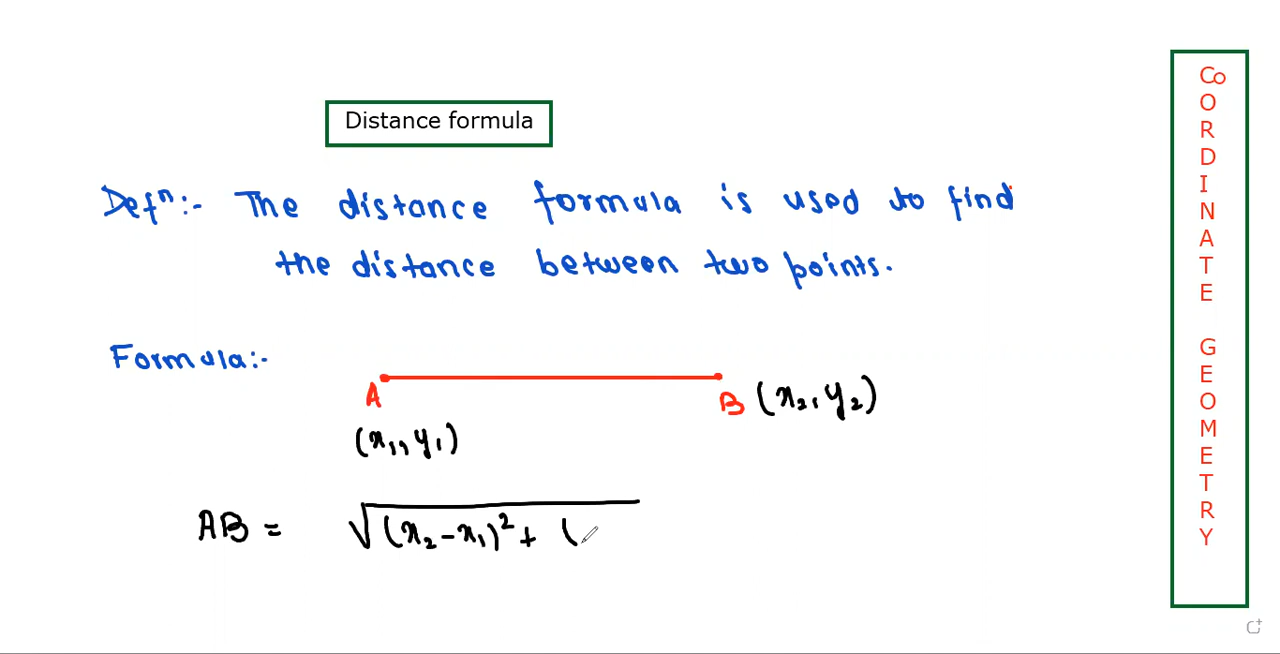 Distance formula
Defⁿ:- The distance formula is used to find
the distance between two points.
Formula:-
A
B (x₂, y₂)
(x₁, y₁)
AB = √(x₂-x₁)² + (
Co
O
R
D
I
N
A
T
E
G
E
O
M
E
T
R
Y